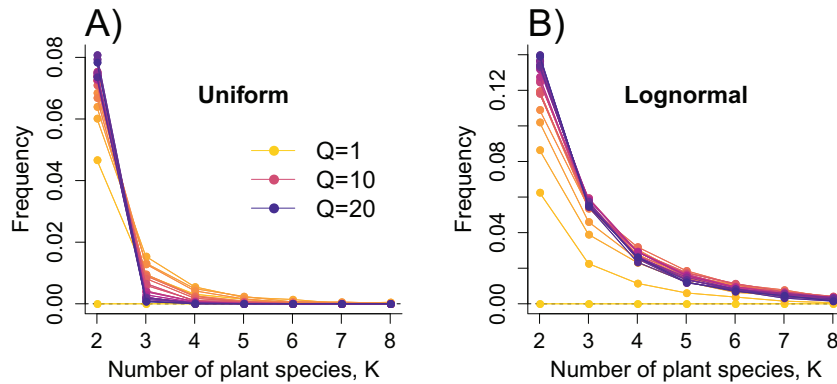 A)
Uniform
Frequency
0.00 0.02 0.04 0.06 0.08
Q=1
Q=10
Q=20
2 3 4 5 6 7 8
Number of plant species, K
B)
Lognormal
Frequency
0.00 0.04 0.08 0.12
2 3 4 5 6 7 8
Number of plant species, K